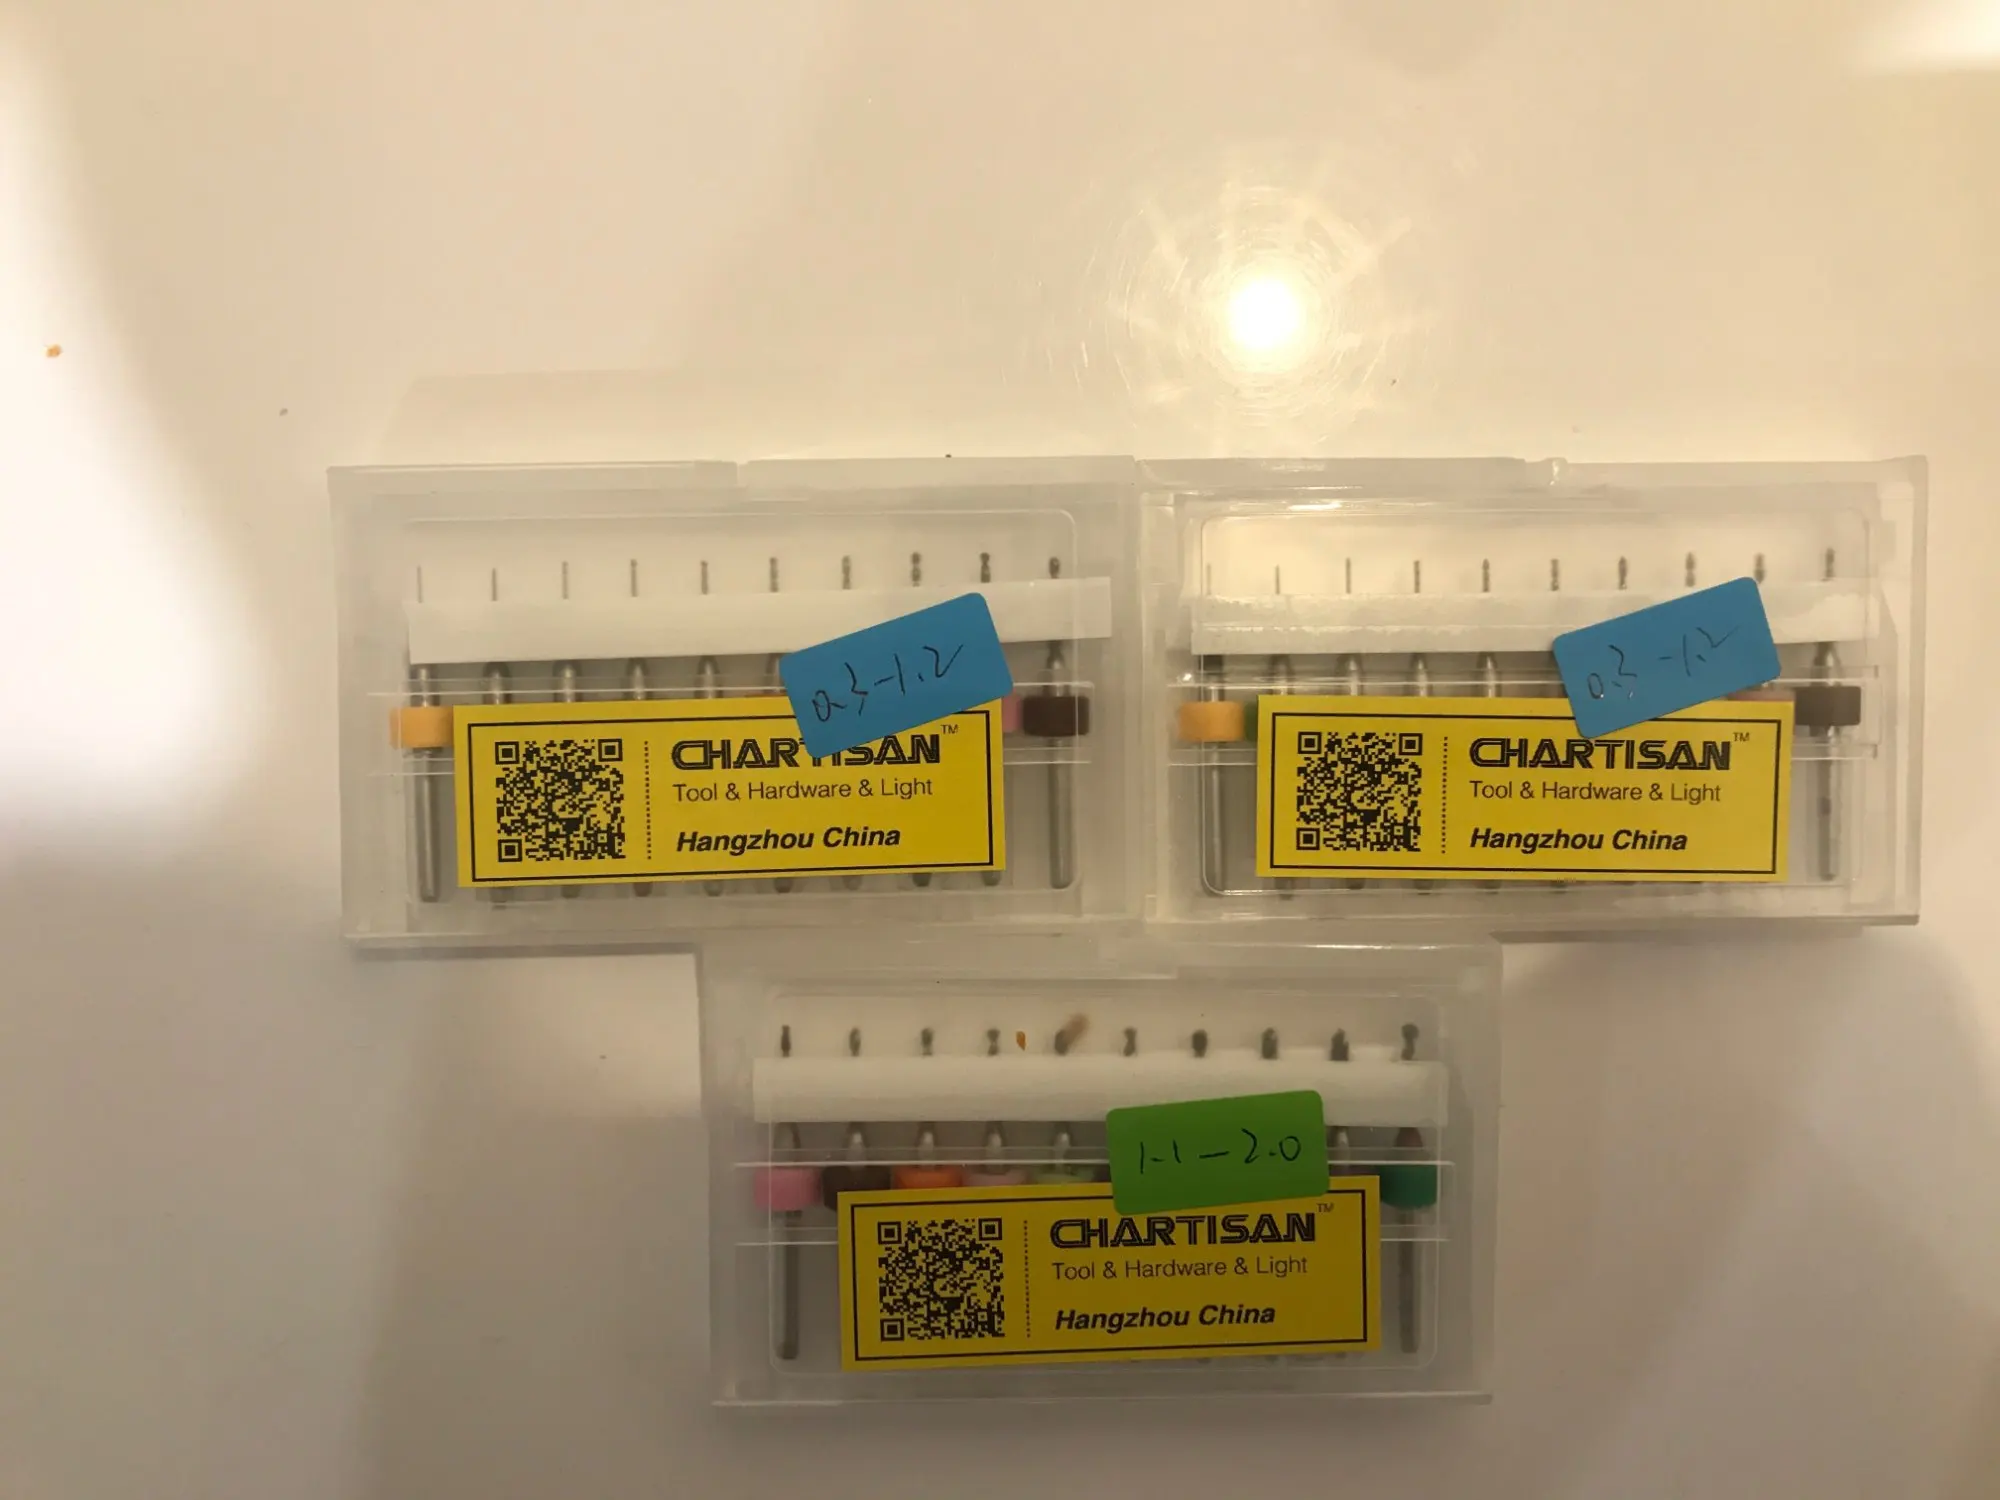 0.3-1.2
CHARTISAN™
Tool & Hardware & Light
Hangzhou China
0.3-1.2
CHARTISAN™
Tool & Hardware & Light
Hangzhou China
1.1-2.0
CHARTISAN™
Tool & Hardware & Light
Hangzhou China